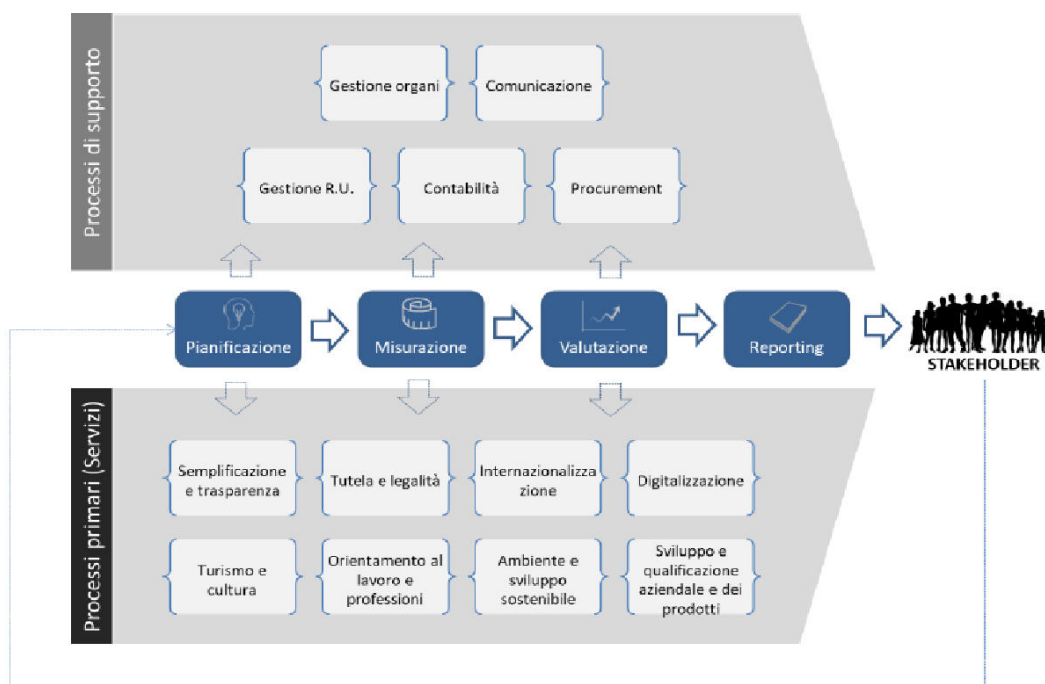 Processi di supporto
Gestione organi
Comunicazione
Gestione R.U.
Contabilità
Procurement
Pianificazione
Misurazione
Valutazione
Reporting
STAKEHOLDER
Processi primari (Servizi)
Semplificazione
e trasparenza
Tutela e legalità
Internazionalizza
zione
Digitalizzazione
Turismo e
cultura
Orientamento al
lavoro e
professioni
Ambiente e
sviluppo
sostenibile
Sviluppo e
qualificazione
aziendale e dei
prodotti